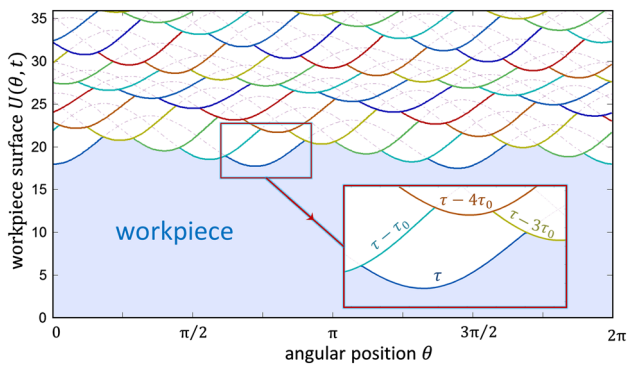 workpiece surface U(θ, t)
35
30
25
20
15
10
5
0
workpiece
τ − 4τ₀
τ − τ₀
τ − 3τ₀
τ
0 π/2 π 3π/2 2π
angular position θ